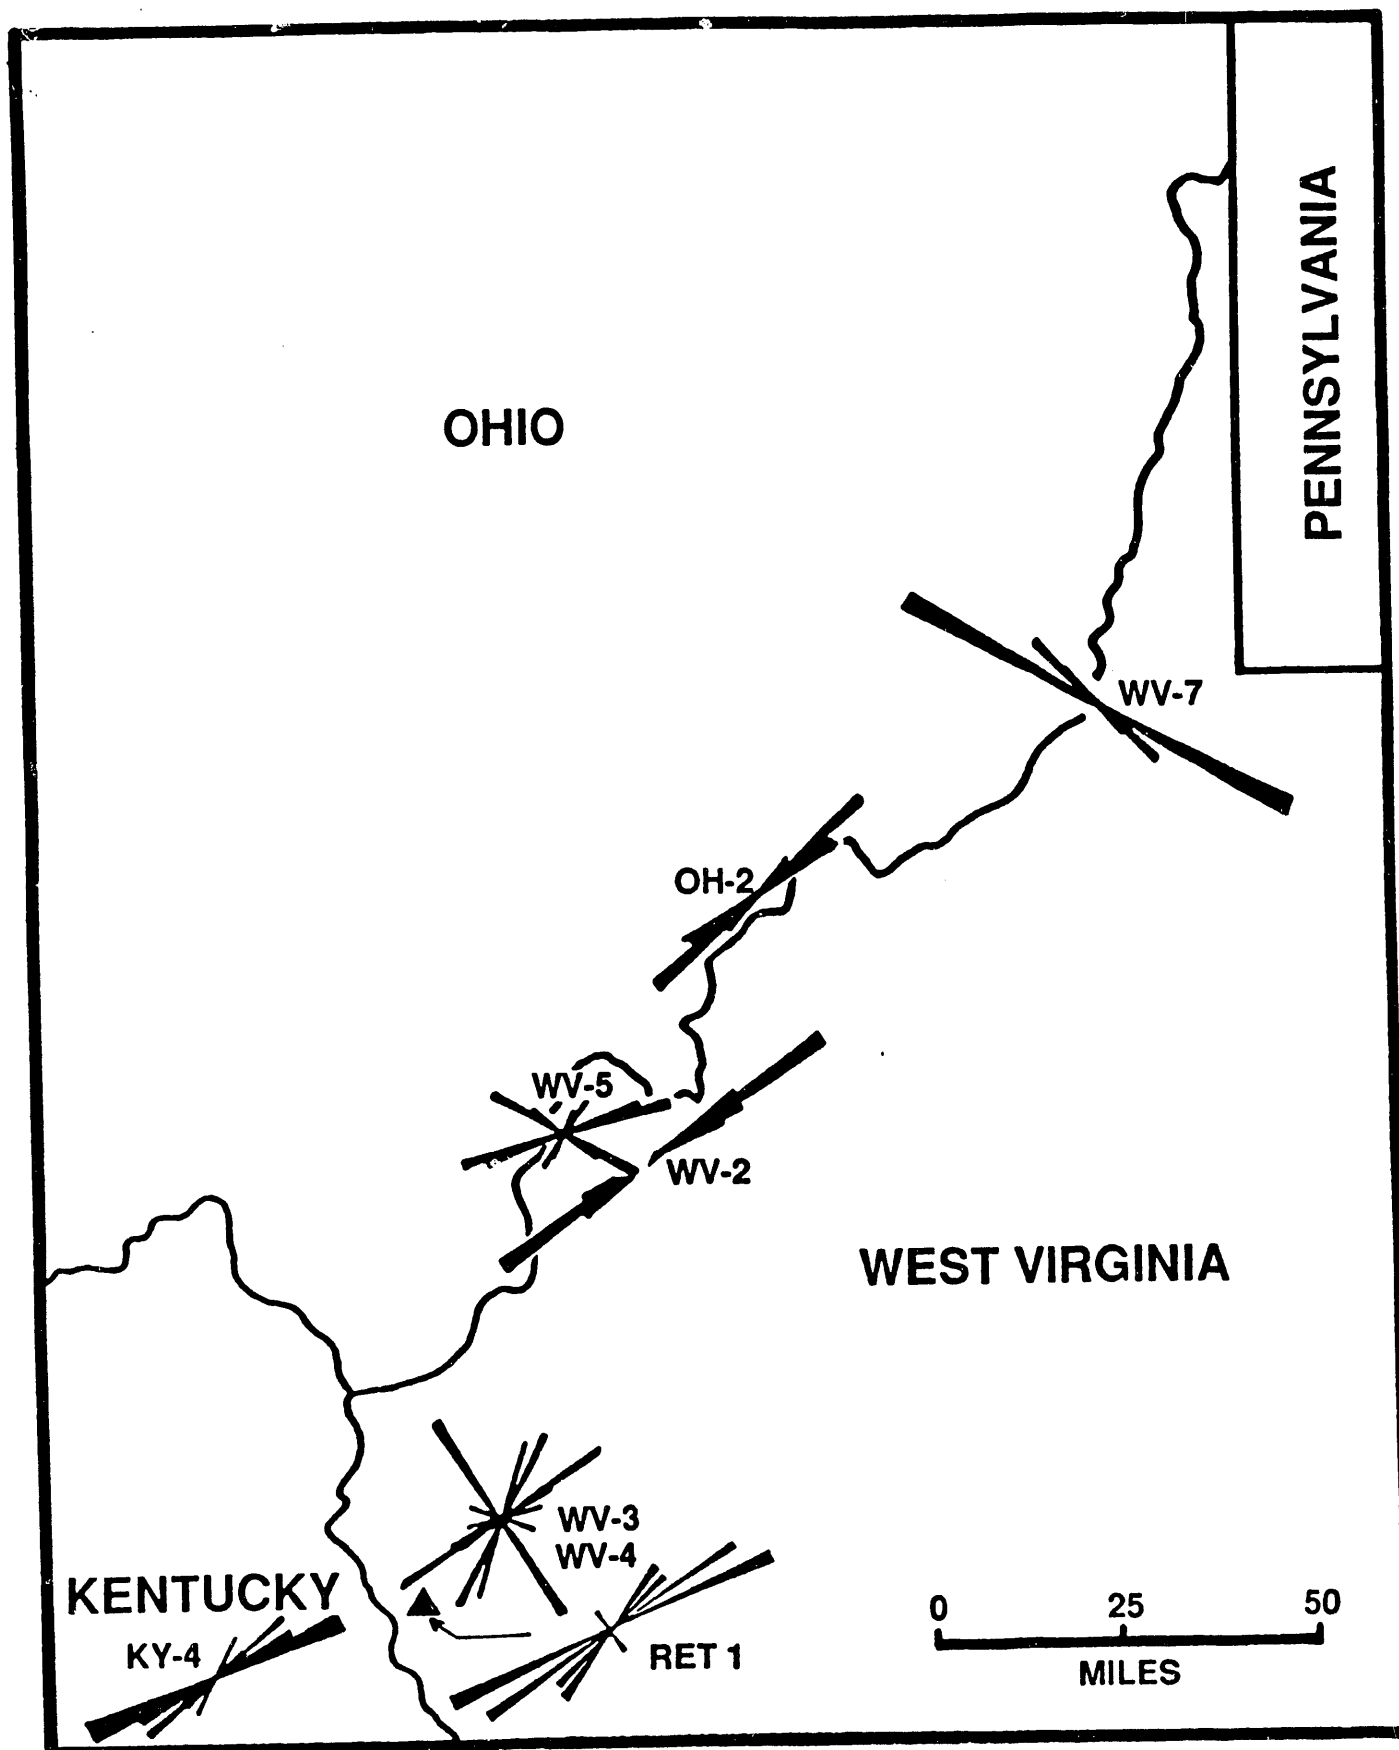 PENNSYLVANIA
OHIO
WV-7
OH-2
WV-5
WV-2
WEST VIRGINIA
WV-3
WV-4
KENTUCKY
KY-4
RET 1
0 25 50
MILES